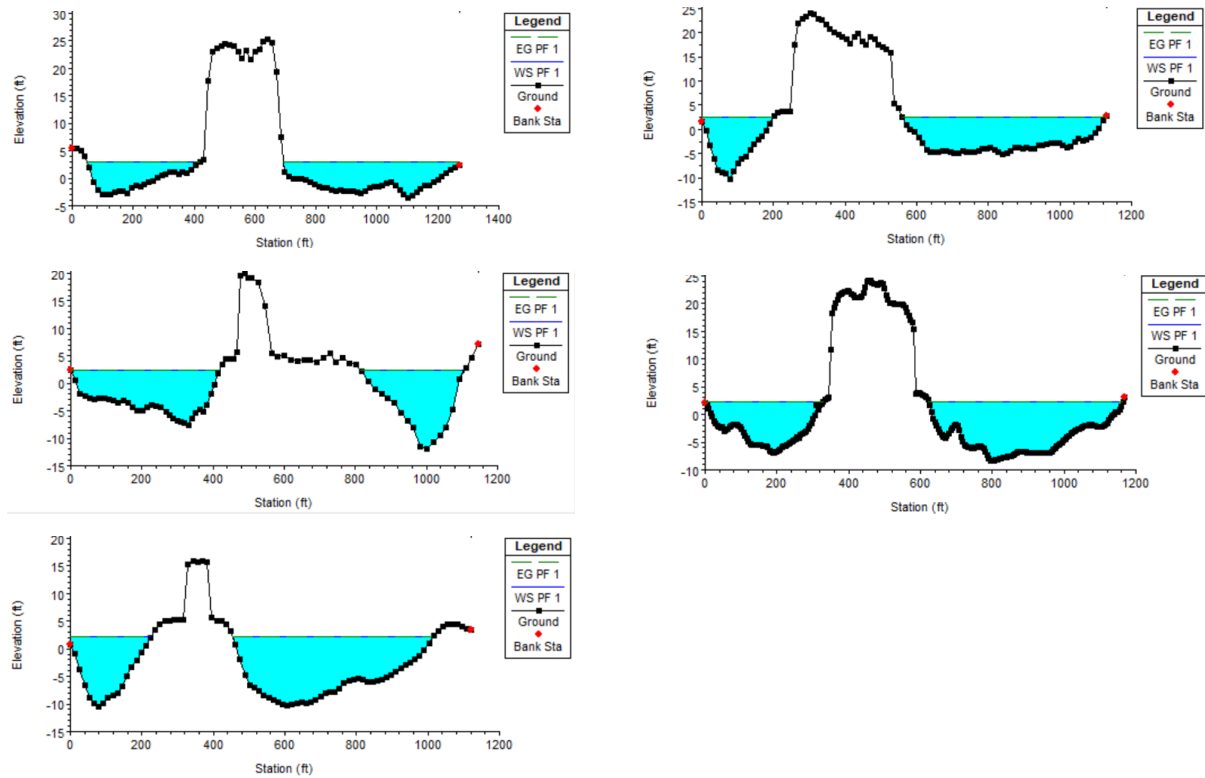 30
25
20
15
10
5
0
-5
0 200 400 600 800 1000 1200 1400
Elevation (ft)
Station (ft)
Legend
EG PF 1
WS PF 1
Ground
Bank Sta
25
20
15
10
5
0
-5
-10
-15
0 200 400 600 800 1000 1200
Elevation (ft)
Station (ft)
Legend
EG PF 1
WS PF 1
Ground
Bank Sta
20
15
10
5
0
-5
-10
-15
0 200 400 600 800 1000 1200
Elevation (ft)
Station (ft)
Legend
EG PF 1
WS PF 1
Ground
Bank Sta
25
20
15
10
5
0
-5
-10
0 200 400 600 800 1000 1200
Elevation (ft)
Station (ft)
Legend
EG PF 1
WS PF 1
Ground
Bank Sta
20
15
10
5
0
-5
-10
-15
0 200 400 600 800 1000 1200
Elevation (ft)
Station (ft)
Legend
EG PF 1
WS PF 1
Ground
Bank Sta